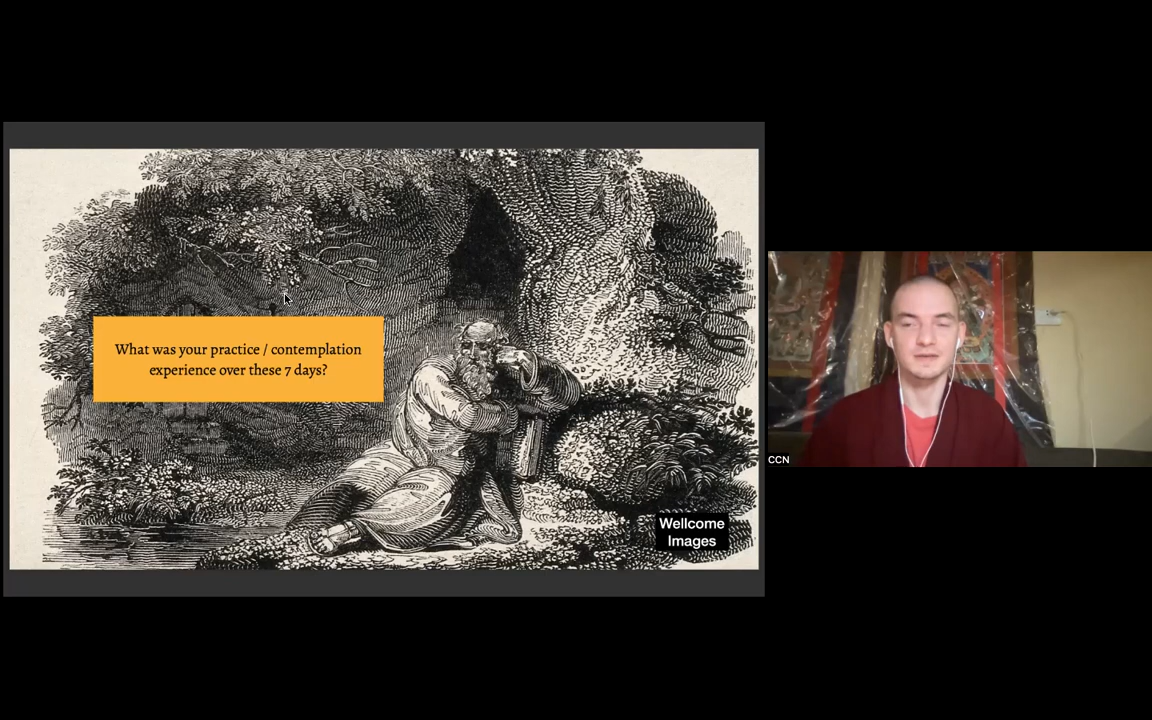 What was your practice / contemplation
experience over these 7 days?
Wellcome
Images
CCN